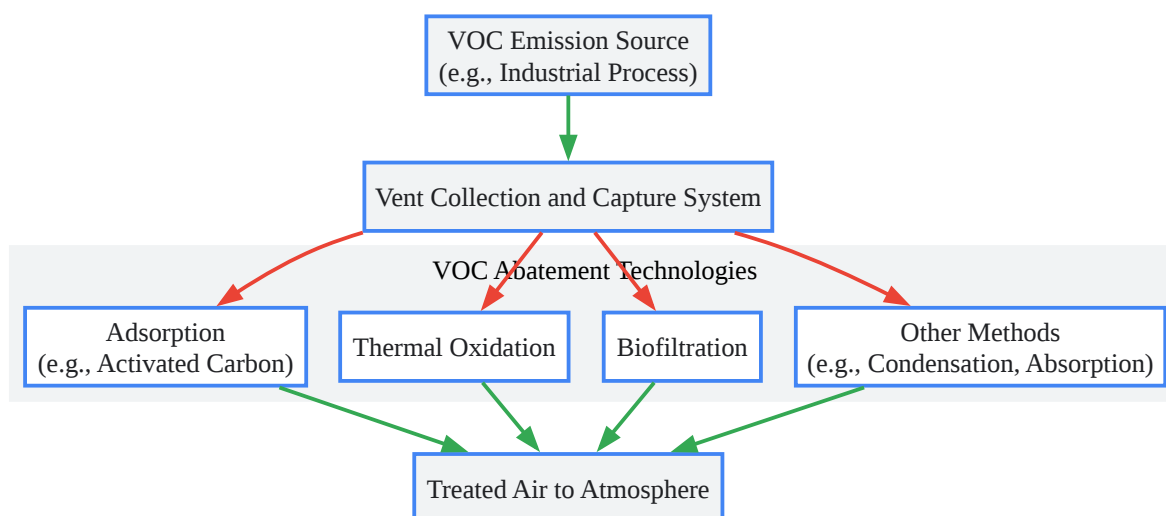 VOC Emission Source
(e.g., Industrial Process)
Vent Collection and Capture System
VOC Abatement Technologies
Adsorption
(e.g., Activated Carbon)
Thermal Oxidation
Biofiltration
Other Methods
(e.g., Condensation, Absorption)
Treated Air to Atmosphere